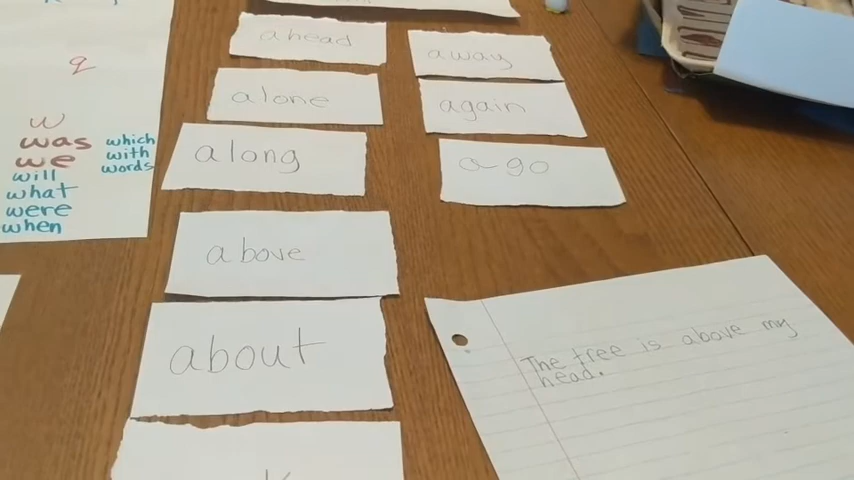 q
w
was
we
will
what
were
when
which
with
words
ahead
alone
along
above
about
away
again
a-go
The tree is above my
head.